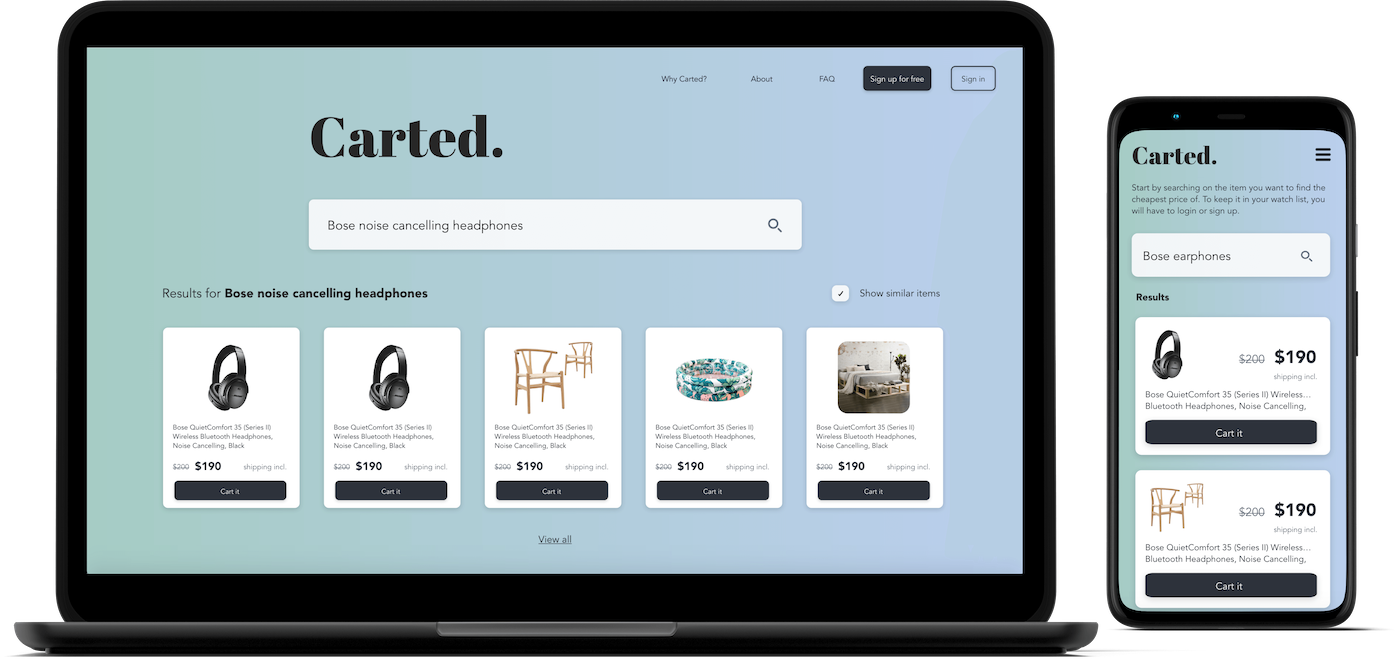 Why Carted?
About
FAQ
Sign up for free
Sign in
Carted.
Bose noise cancelling headphones
Results for Bose noise cancelling headphones
✓ Show similar items
Bose QuietComfort 35 (Series II)
Wireless Bluetooth Headphones,
Noise Cancelling, Black
$200 $190 shipping incl.
Cart it
Bose QuietComfort 35 (Series II)
Wireless Bluetooth Headphones,
Noise Cancelling, Black
$200 $190 shipping incl.
Cart it
Bose QuietComfort 35 (Series II)
Wireless Bluetooth Headphones,
Noise Cancelling, Black
$200 $190 shipping incl.
Cart it
Bose QuietComfort 35 (Series II)
Wireless Bluetooth Headphones,
Noise Cancelling, Black
$200 $190 shipping incl.
Cart it
Bose QuietComfort 35 (Series II)
Wireless Bluetooth Headphones,
Noise Cancelling, Black
$200 $190 shipping incl.
Cart it
View all
Carted.
Start by searching on the item you want to find the
cheapest price of. To keep it in your watch list, you
will have to login or sign up.
Bose earphones
Results
$200 $190
shipping incl.
Bose QuietComfort 35 (Series II) Wireless...
Bluetooth Headphones, Noise Cancelling,
Cart it
$200 $190
shipping incl.
Bose QuietComfort 35 (Series II) Wireless...
Bluetooth Headphones, Noise Cancelling,
Cart it